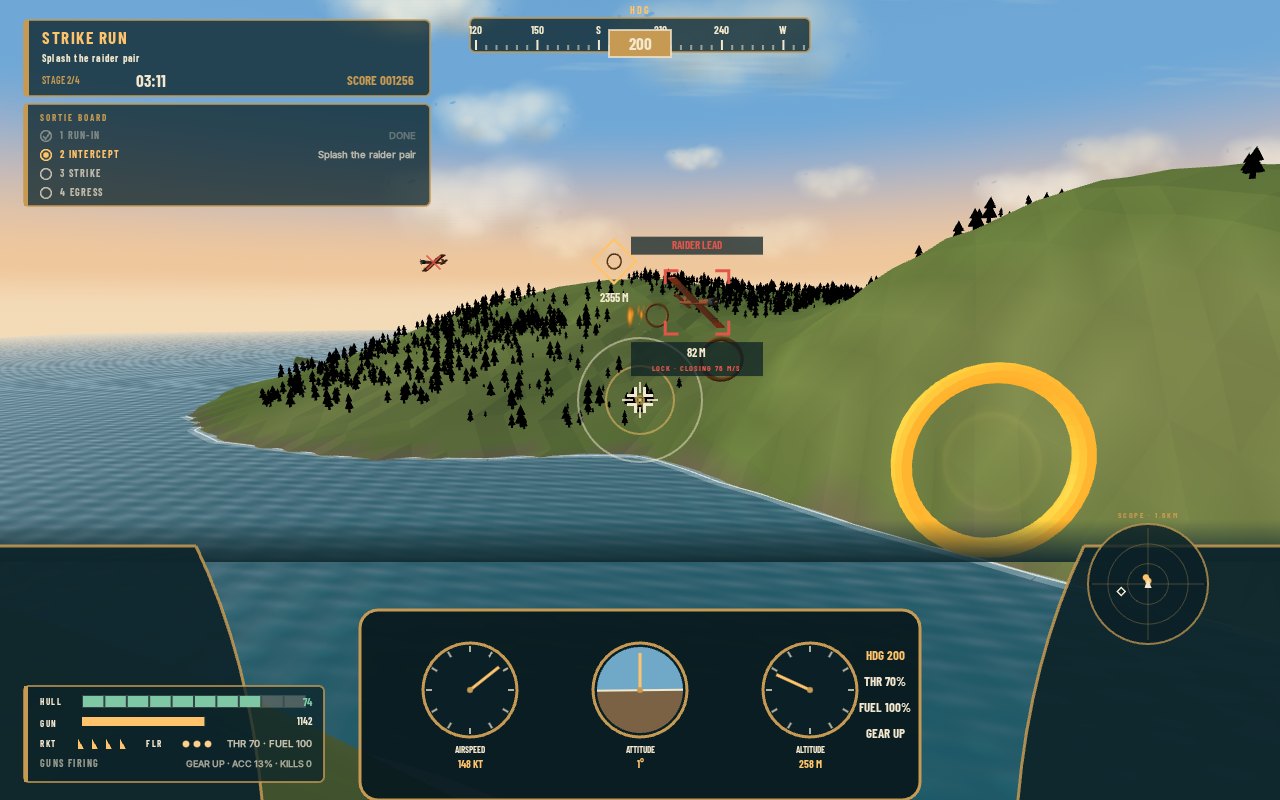 HDG
120 150 S 210 240 W
200
STRIKE RUN
Splash the raider pair
STAGE 2/4 03:11 SCORE 001256
SORTIE BOARD
1 RUN-IN DONE
2 INTERCEPT Splash the raider pair
3 STRIKE
4 EGRESS
RAIDER LEAD
2355 M
82 M
LOCK · CLOSING 76 M/S
SCOPE · 1.6KM
HULL 74
GUN 1142
RKT FLR THR 70 · FUEL 100
GUNS FIRING GEAR UP · ACC 13% · KILLS 0
AIRSPEED
148 KT
ATTITUDE
1°
ALTITUDE
258 M
HDG 200
THR 70%
FUEL 100%
GEAR UP